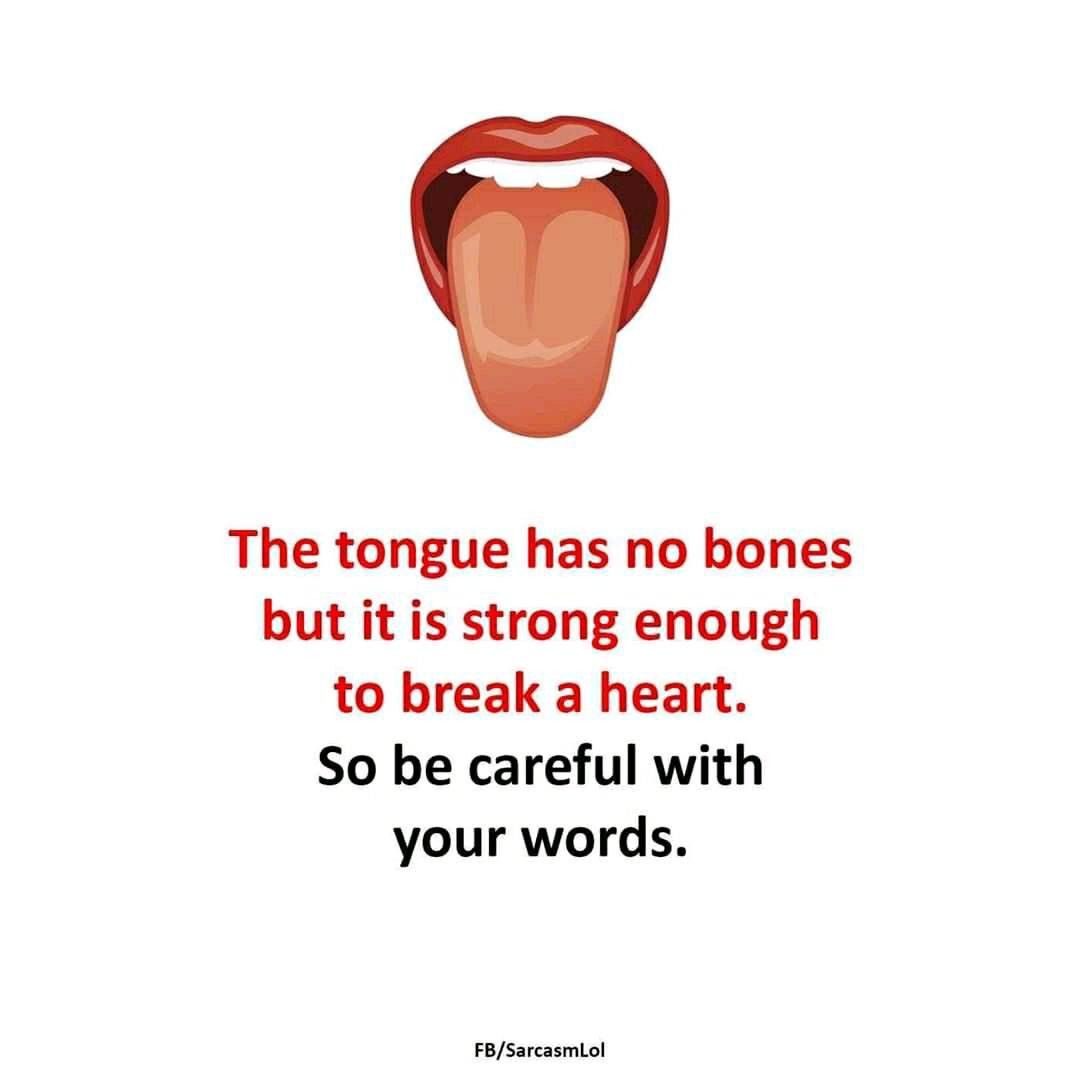 The tongue has no bones
but it is strong enough
to break a heart.
So be careful with
your words.
FB/SarcasmLol